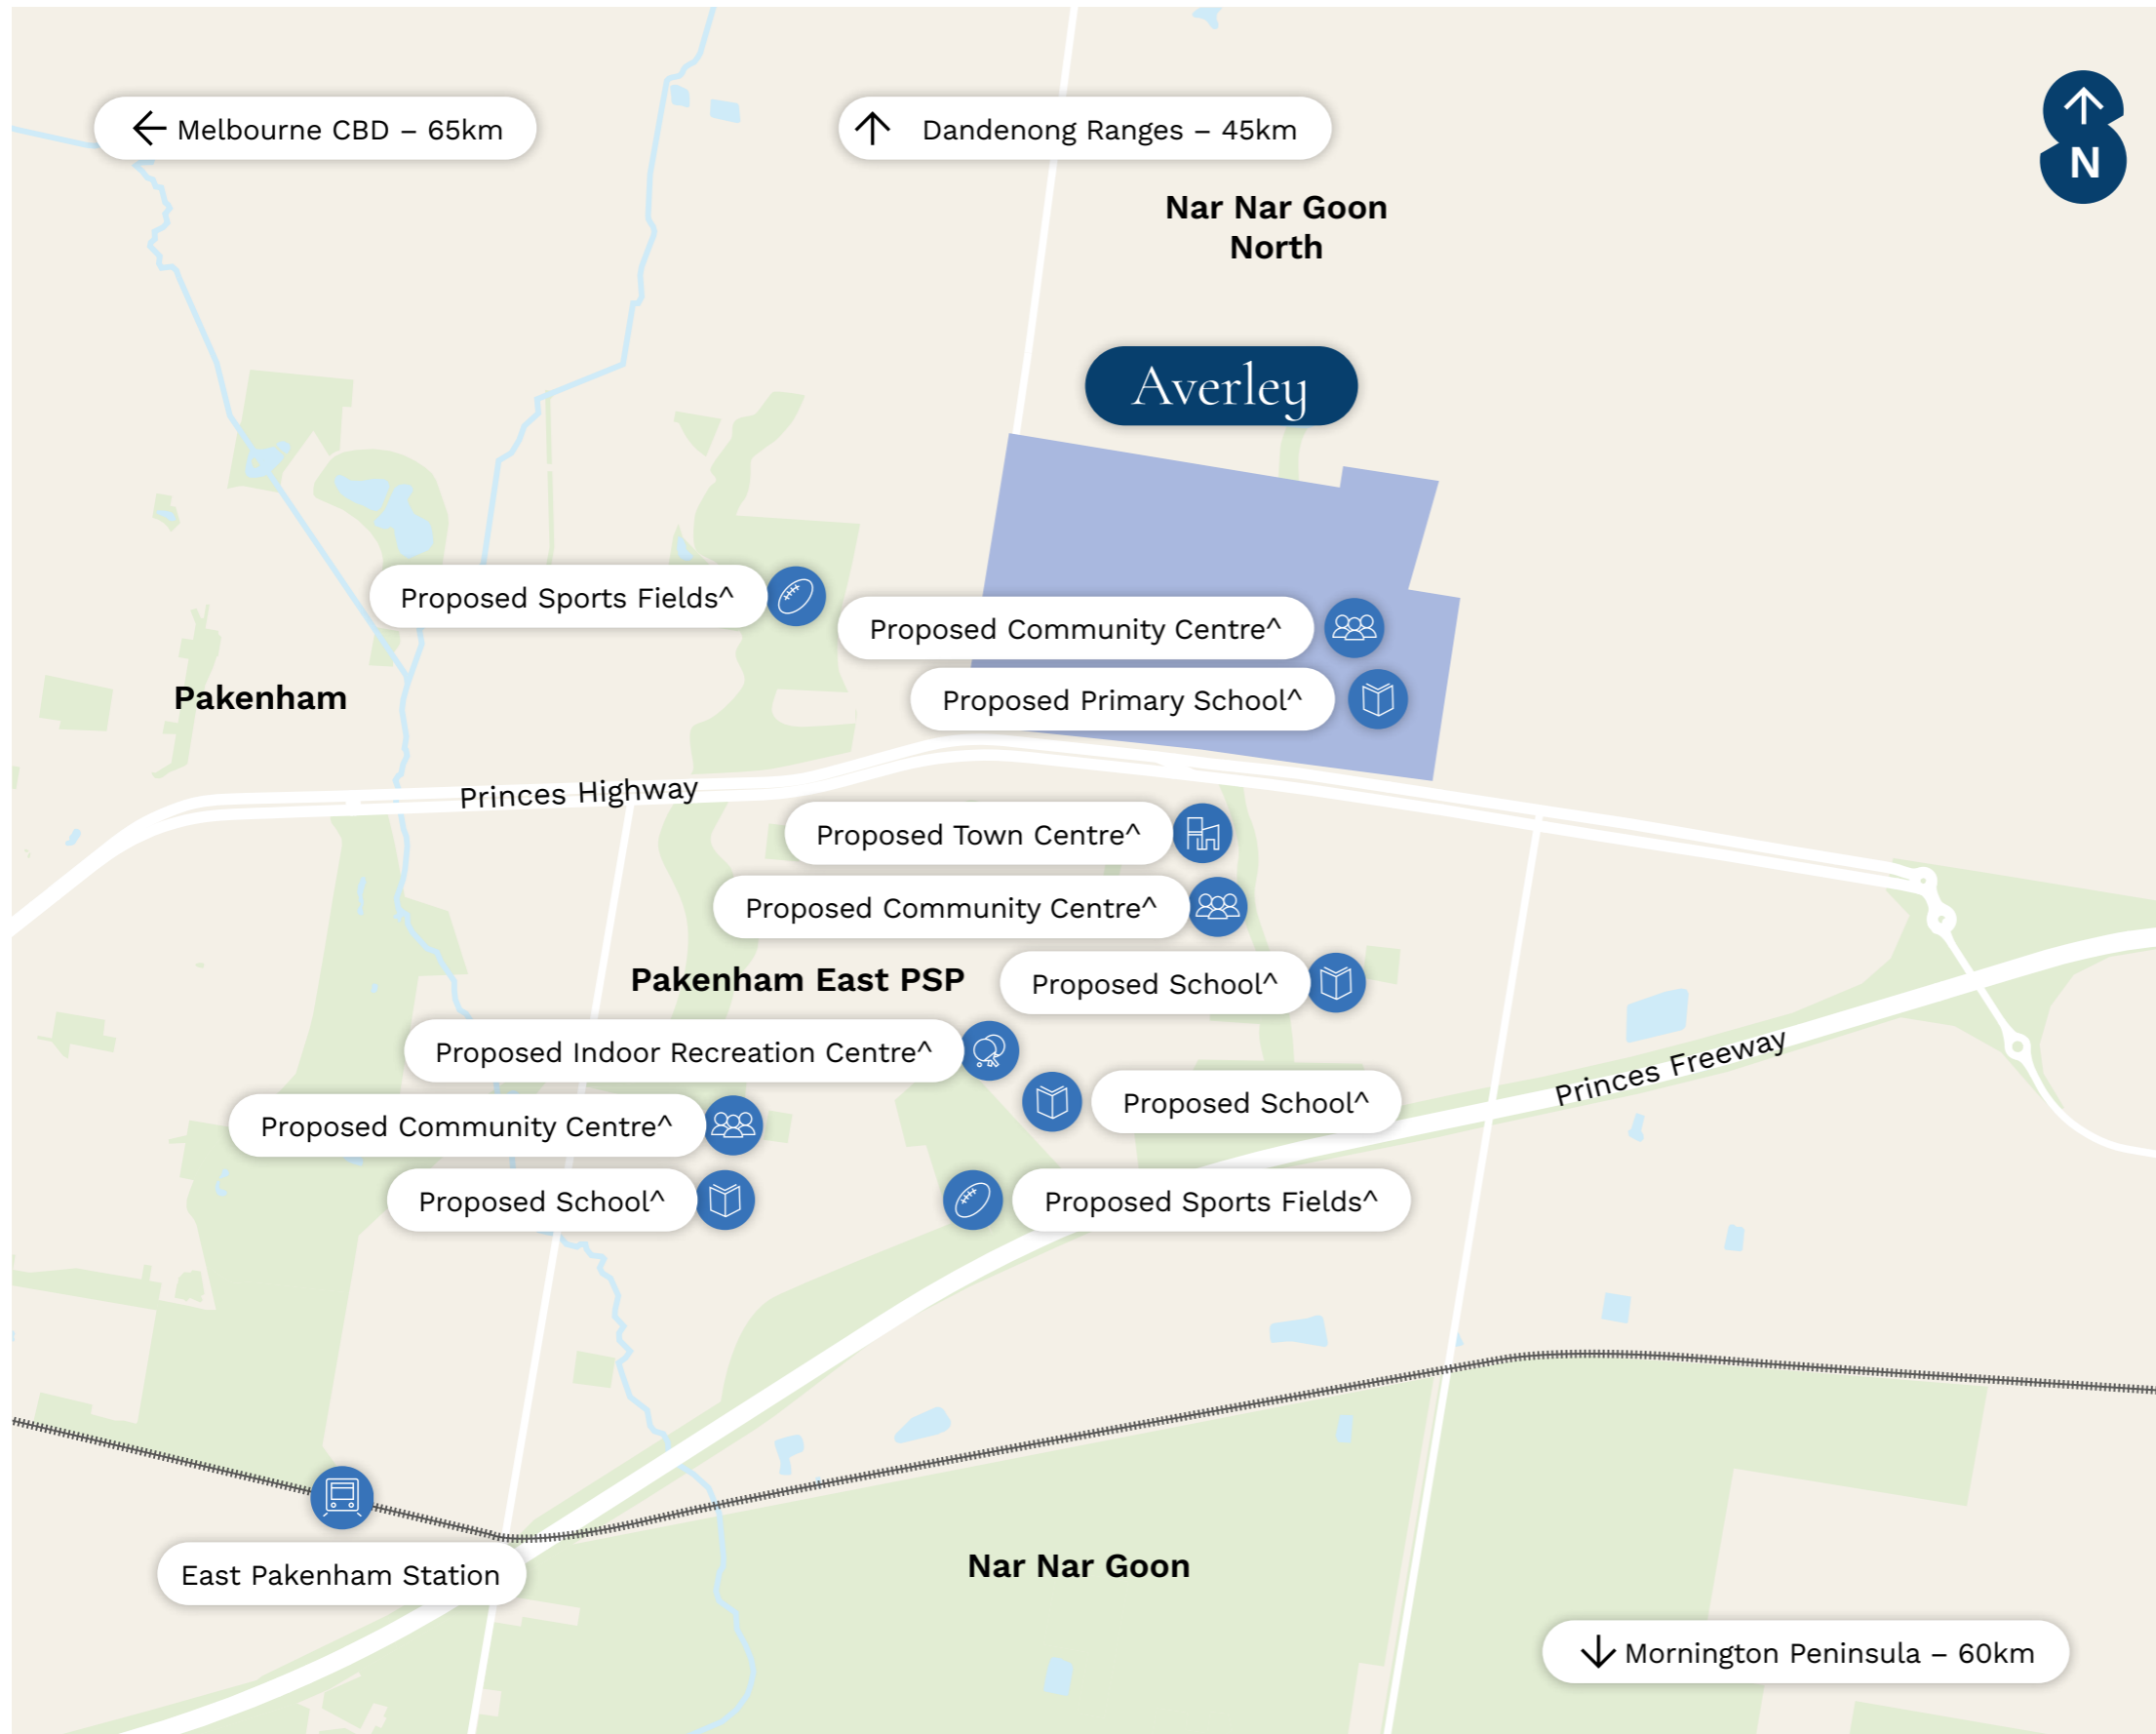 ← Melbourne CBD – 65km
↑ Dandenong Ranges – 45km
N
Nar Nar Goon
North
Averley
Proposed Sports Fields^
Proposed Community Centre^
Pakenham
Proposed Primary School^
Princes Highway
Proposed Town Centre^
Proposed Community Centre^
Pakenham East PSP
Proposed School^
Proposed Indoor Recreation Centre^
Princes Freeway
Proposed School^
Proposed Community Centre^
Proposed School^
Proposed Sports Fields^
East Pakenham Station
Nar Nar Goon
↓ Mornington Peninsula – 60km